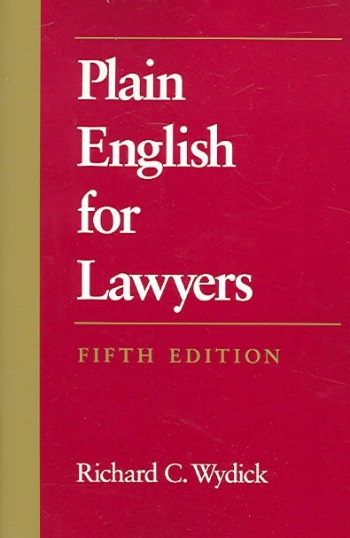 Plain
English
for
Lawyers
FIFTH EDITION
Richard C. Wydick